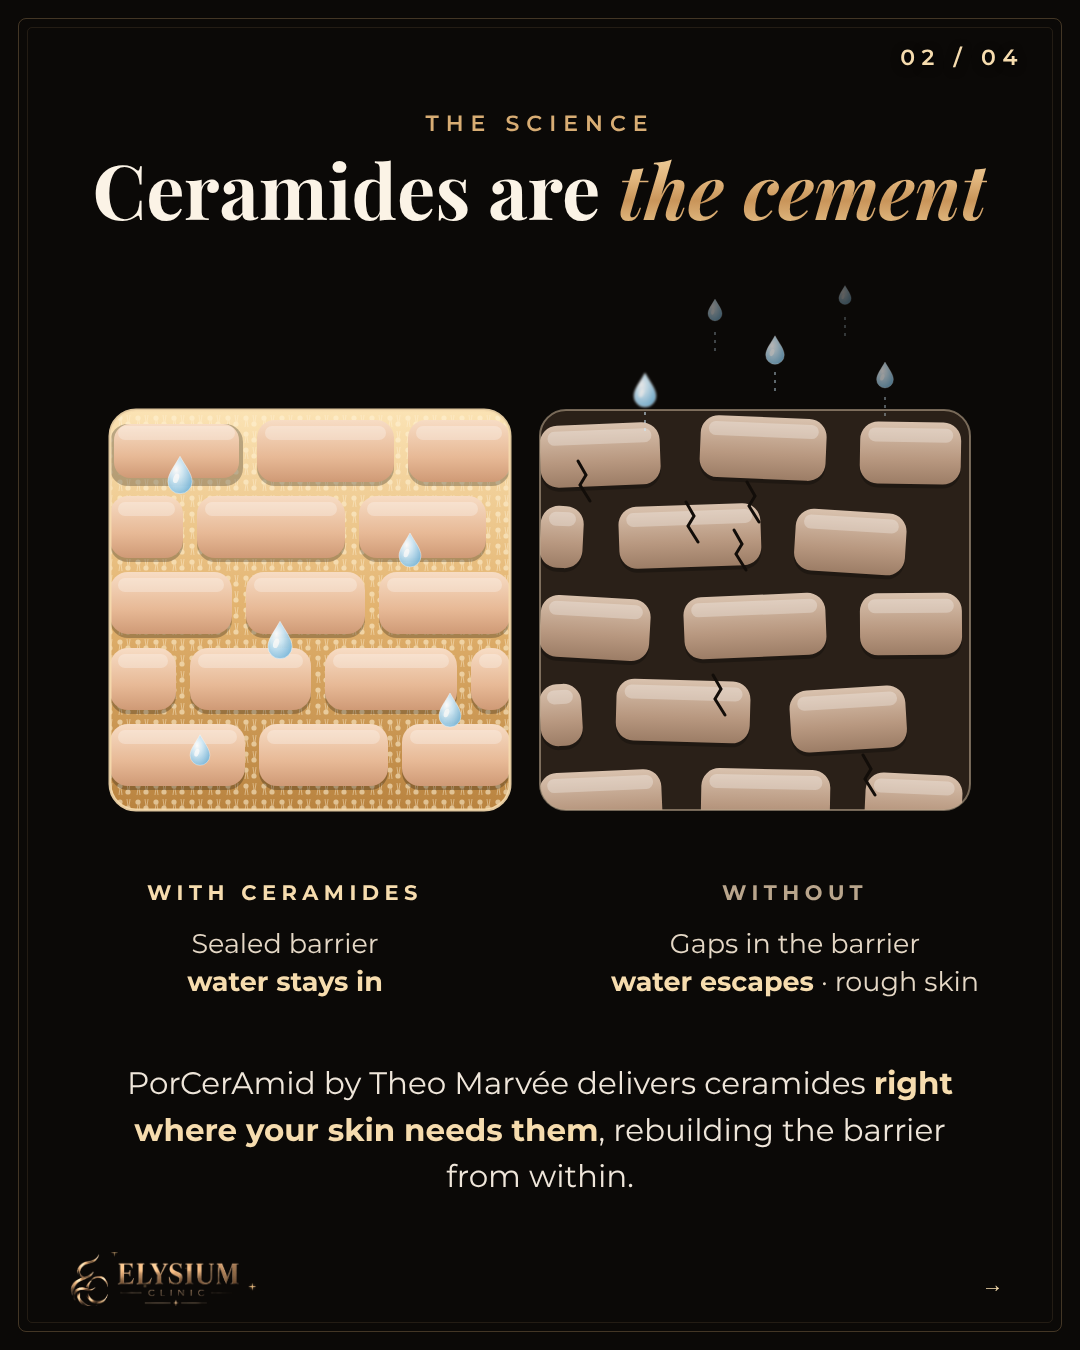 02 / 04
THE SCIENCE
Ceramides are the cement
WITH CERAMIDES
Sealed barrier
water stays in
WITHOUT
Gaps in the barrier
water escapes · rough skin
PorCerAmid by Theo Marvée delivers ceramides right
where your skin needs them, rebuilding the barrier
from within.
ELYSIUM
CLINIC
→